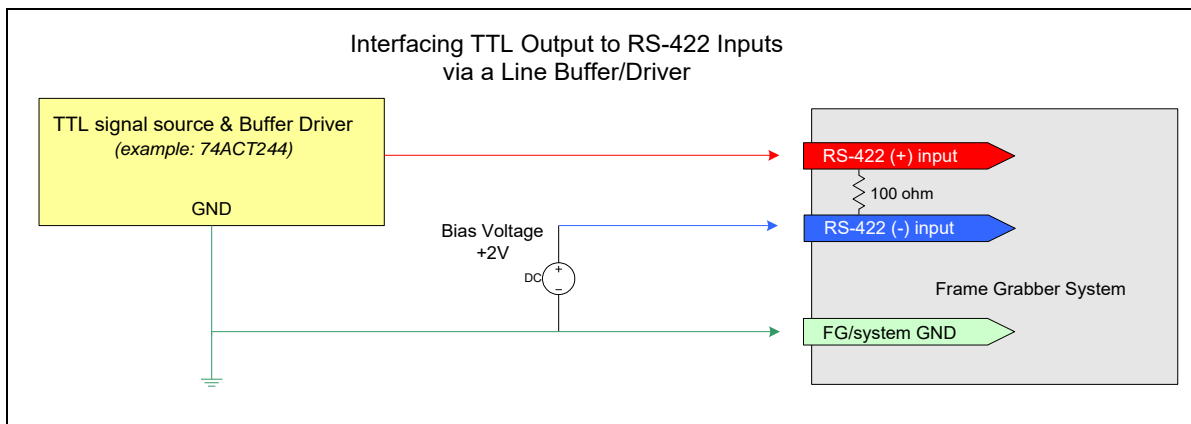 Interfacing TTL Output to RS-422 Inputs
via a Line Buffer/Driver
TTL signal source & Buffer Driver
(example: 74ACT244)
GND
RS-422 (+) input
100 ohm
RS-422 (-) input
Bias Voltage
+2V
DC
+
−
Frame Grabber System
FG/system GND